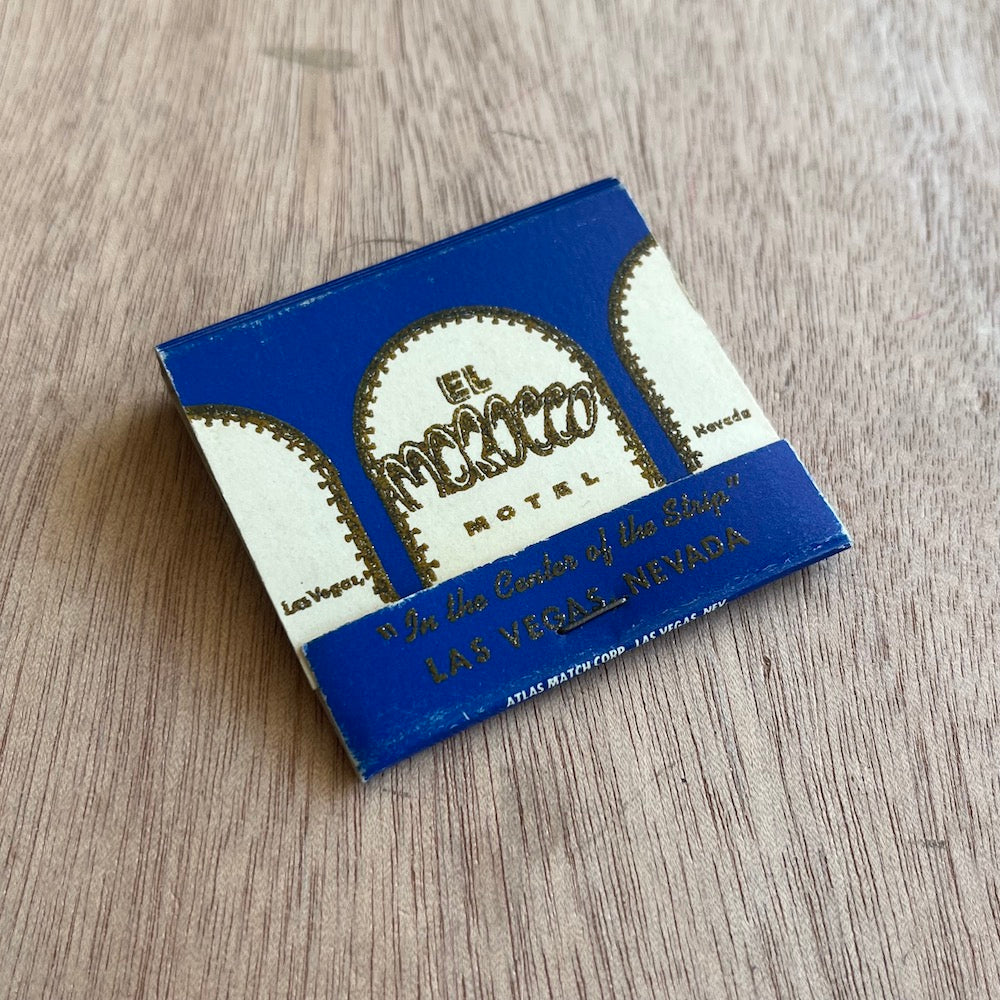 EL
MOROCCO
MOTEL
Las Vegas,
Nevada
"In the Center of the Strip"
LAS VEGAS, NEVADA
ATLAS MATCH CORP. LAS VEGAS, NEV.